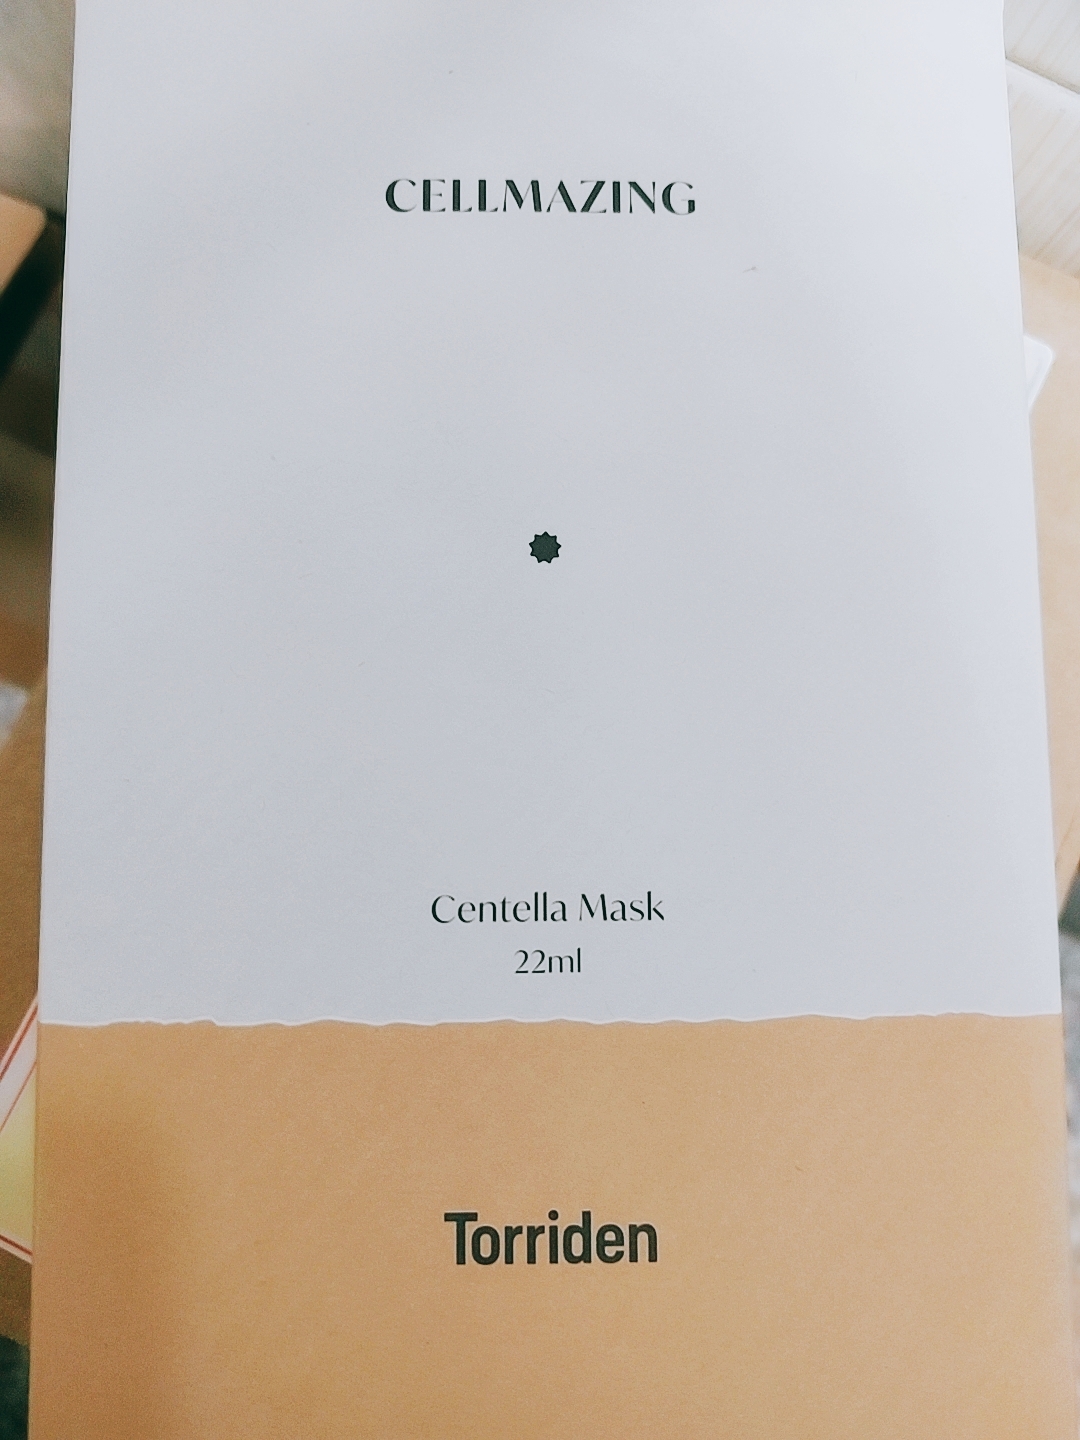 CELLMAZING
Centella Mask
22ml
Torriden